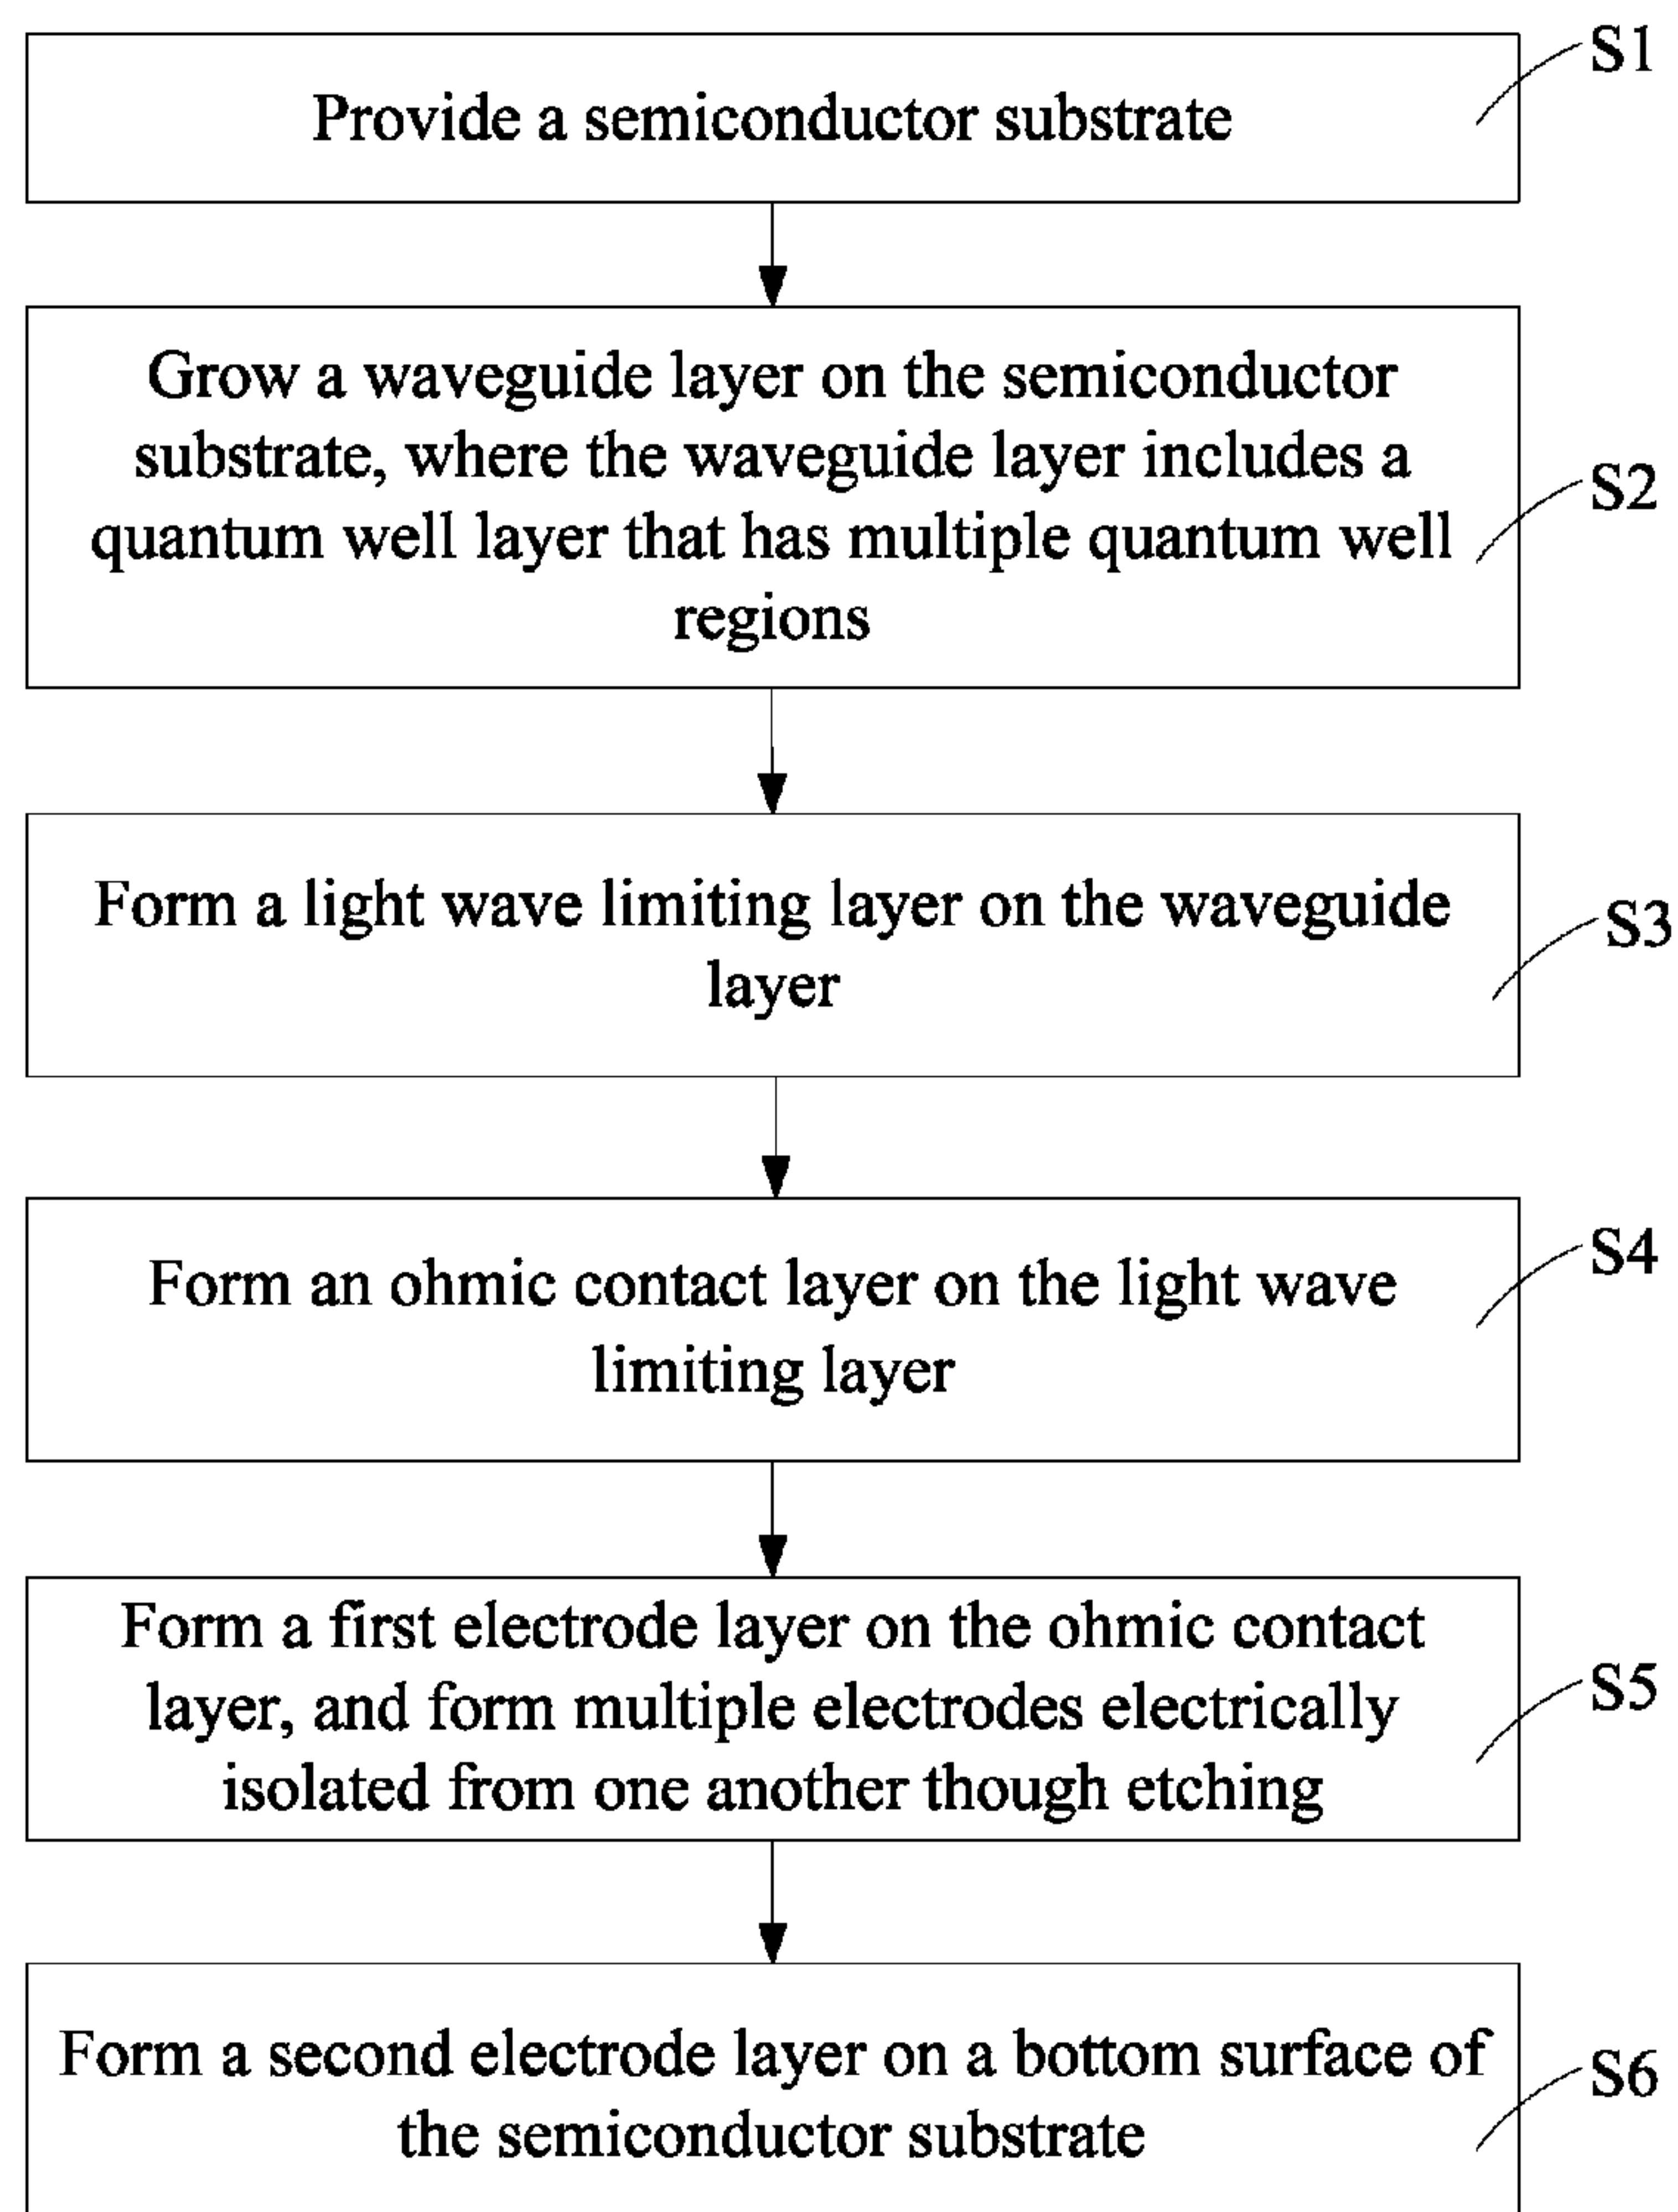 S1
Provide a semiconductor substrate
Grow a waveguide layer on the semiconductor
substrate, where the waveguide layer includes a
S2
quantum well layer that has multiple quantum well
regions
Form a light wave limiting layer on the waveguide
S3
layer
S4
Form an ohmic contact layer on the light wave
limiting layer
Form a first electrode layer on the ohmic contact
S5
layer, and form multiple electrodes electrically
isolated from one another though etching
Form a second electrode layer on a bottom surface of
S6
the semiconductor substrate